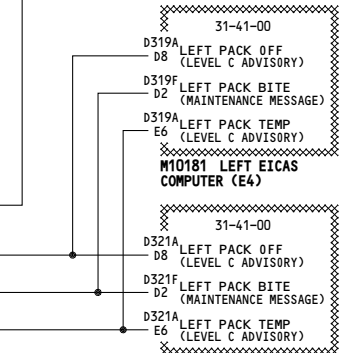 31-41-00
D319A
D8 LEFT PACK OFF
(LEVEL C ADVISORY)
D319F
D2 LEFT PACK BITE
(MAINTENANCE MESSAGE)
D319A
E6 LEFT PACK TEMP
(LEVEL C ADVISORY)
M10181 LEFT EICAS
COMPUTER (E4)
31-41-00
D321A
D8 LEFT PACK OFF
(LEVEL C ADVISORY)
D321F
D2 LEFT PACK BITE
(MAINTENANCE MESSAGE)
D321A
E6 LEFT PACK TEMP
(LEVEL C ADVISORY)